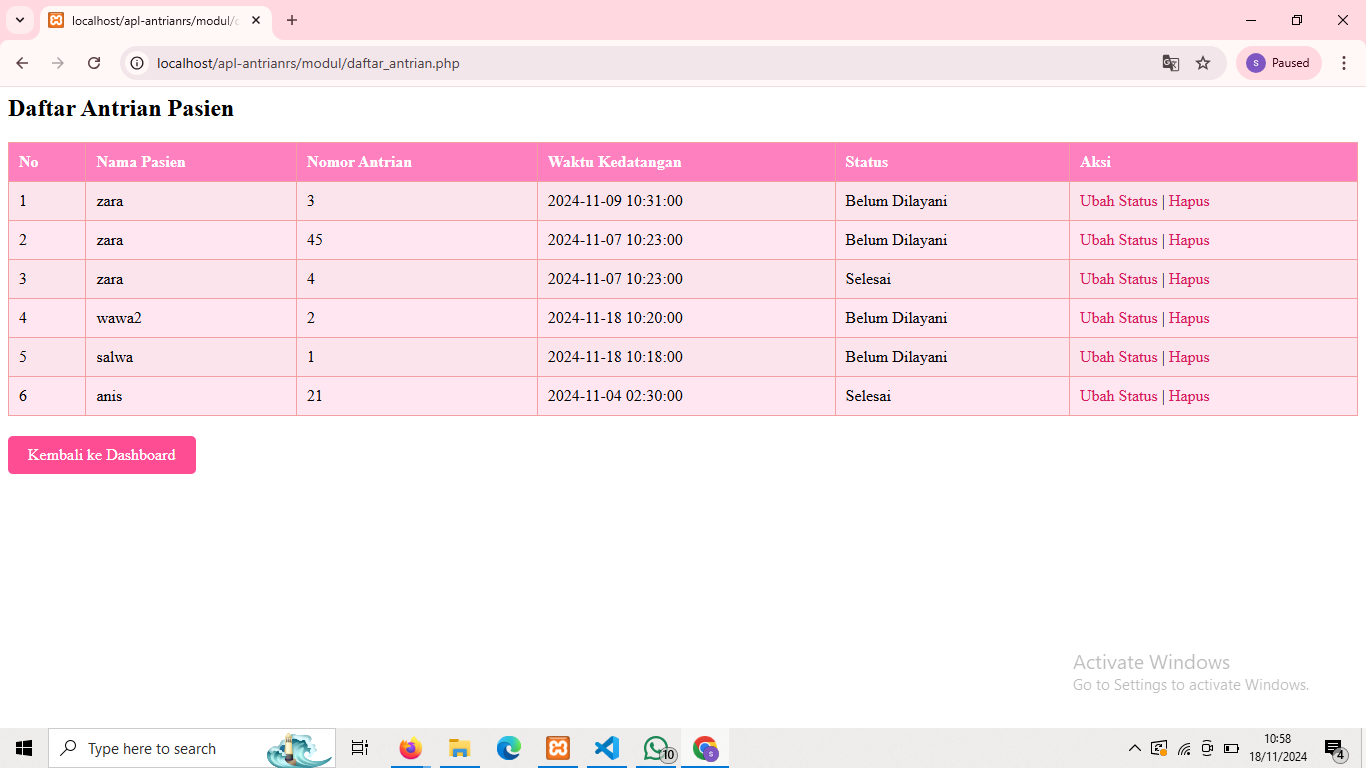 localhost/apl-antrianrs/modul/d
localhost/apl-antrianrs/modul/daftar_antrian.php
s Paused
Daftar Antrian Pasien
No Nama Pasien Nomor Antrian Waktu Kedatangan Status Aksi
1 zara 3 2024-11-09 10:31:00 Belum Dilayani Ubah Status | Hapus
2 zara 45 2024-11-07 10:23:00 Belum Dilayani Ubah Status | Hapus
3 zara 4 2024-11-07 10:23:00 Selesai Ubah Status | Hapus
4 wawa2 2 2024-11-18 10:20:00 Belum Dilayani Ubah Status | Hapus
5 salwa 1 2024-11-18 10:18:00 Belum Dilayani Ubah Status | Hapus
6 anis 21 2024-11-04 02:30:00 Selesai Ubah Status | Hapus
Kembali ke Dashboard
Activate Windows
Go to Settings to activate Windows.
Type here to search
10
s
10:58
18/11/2024
4